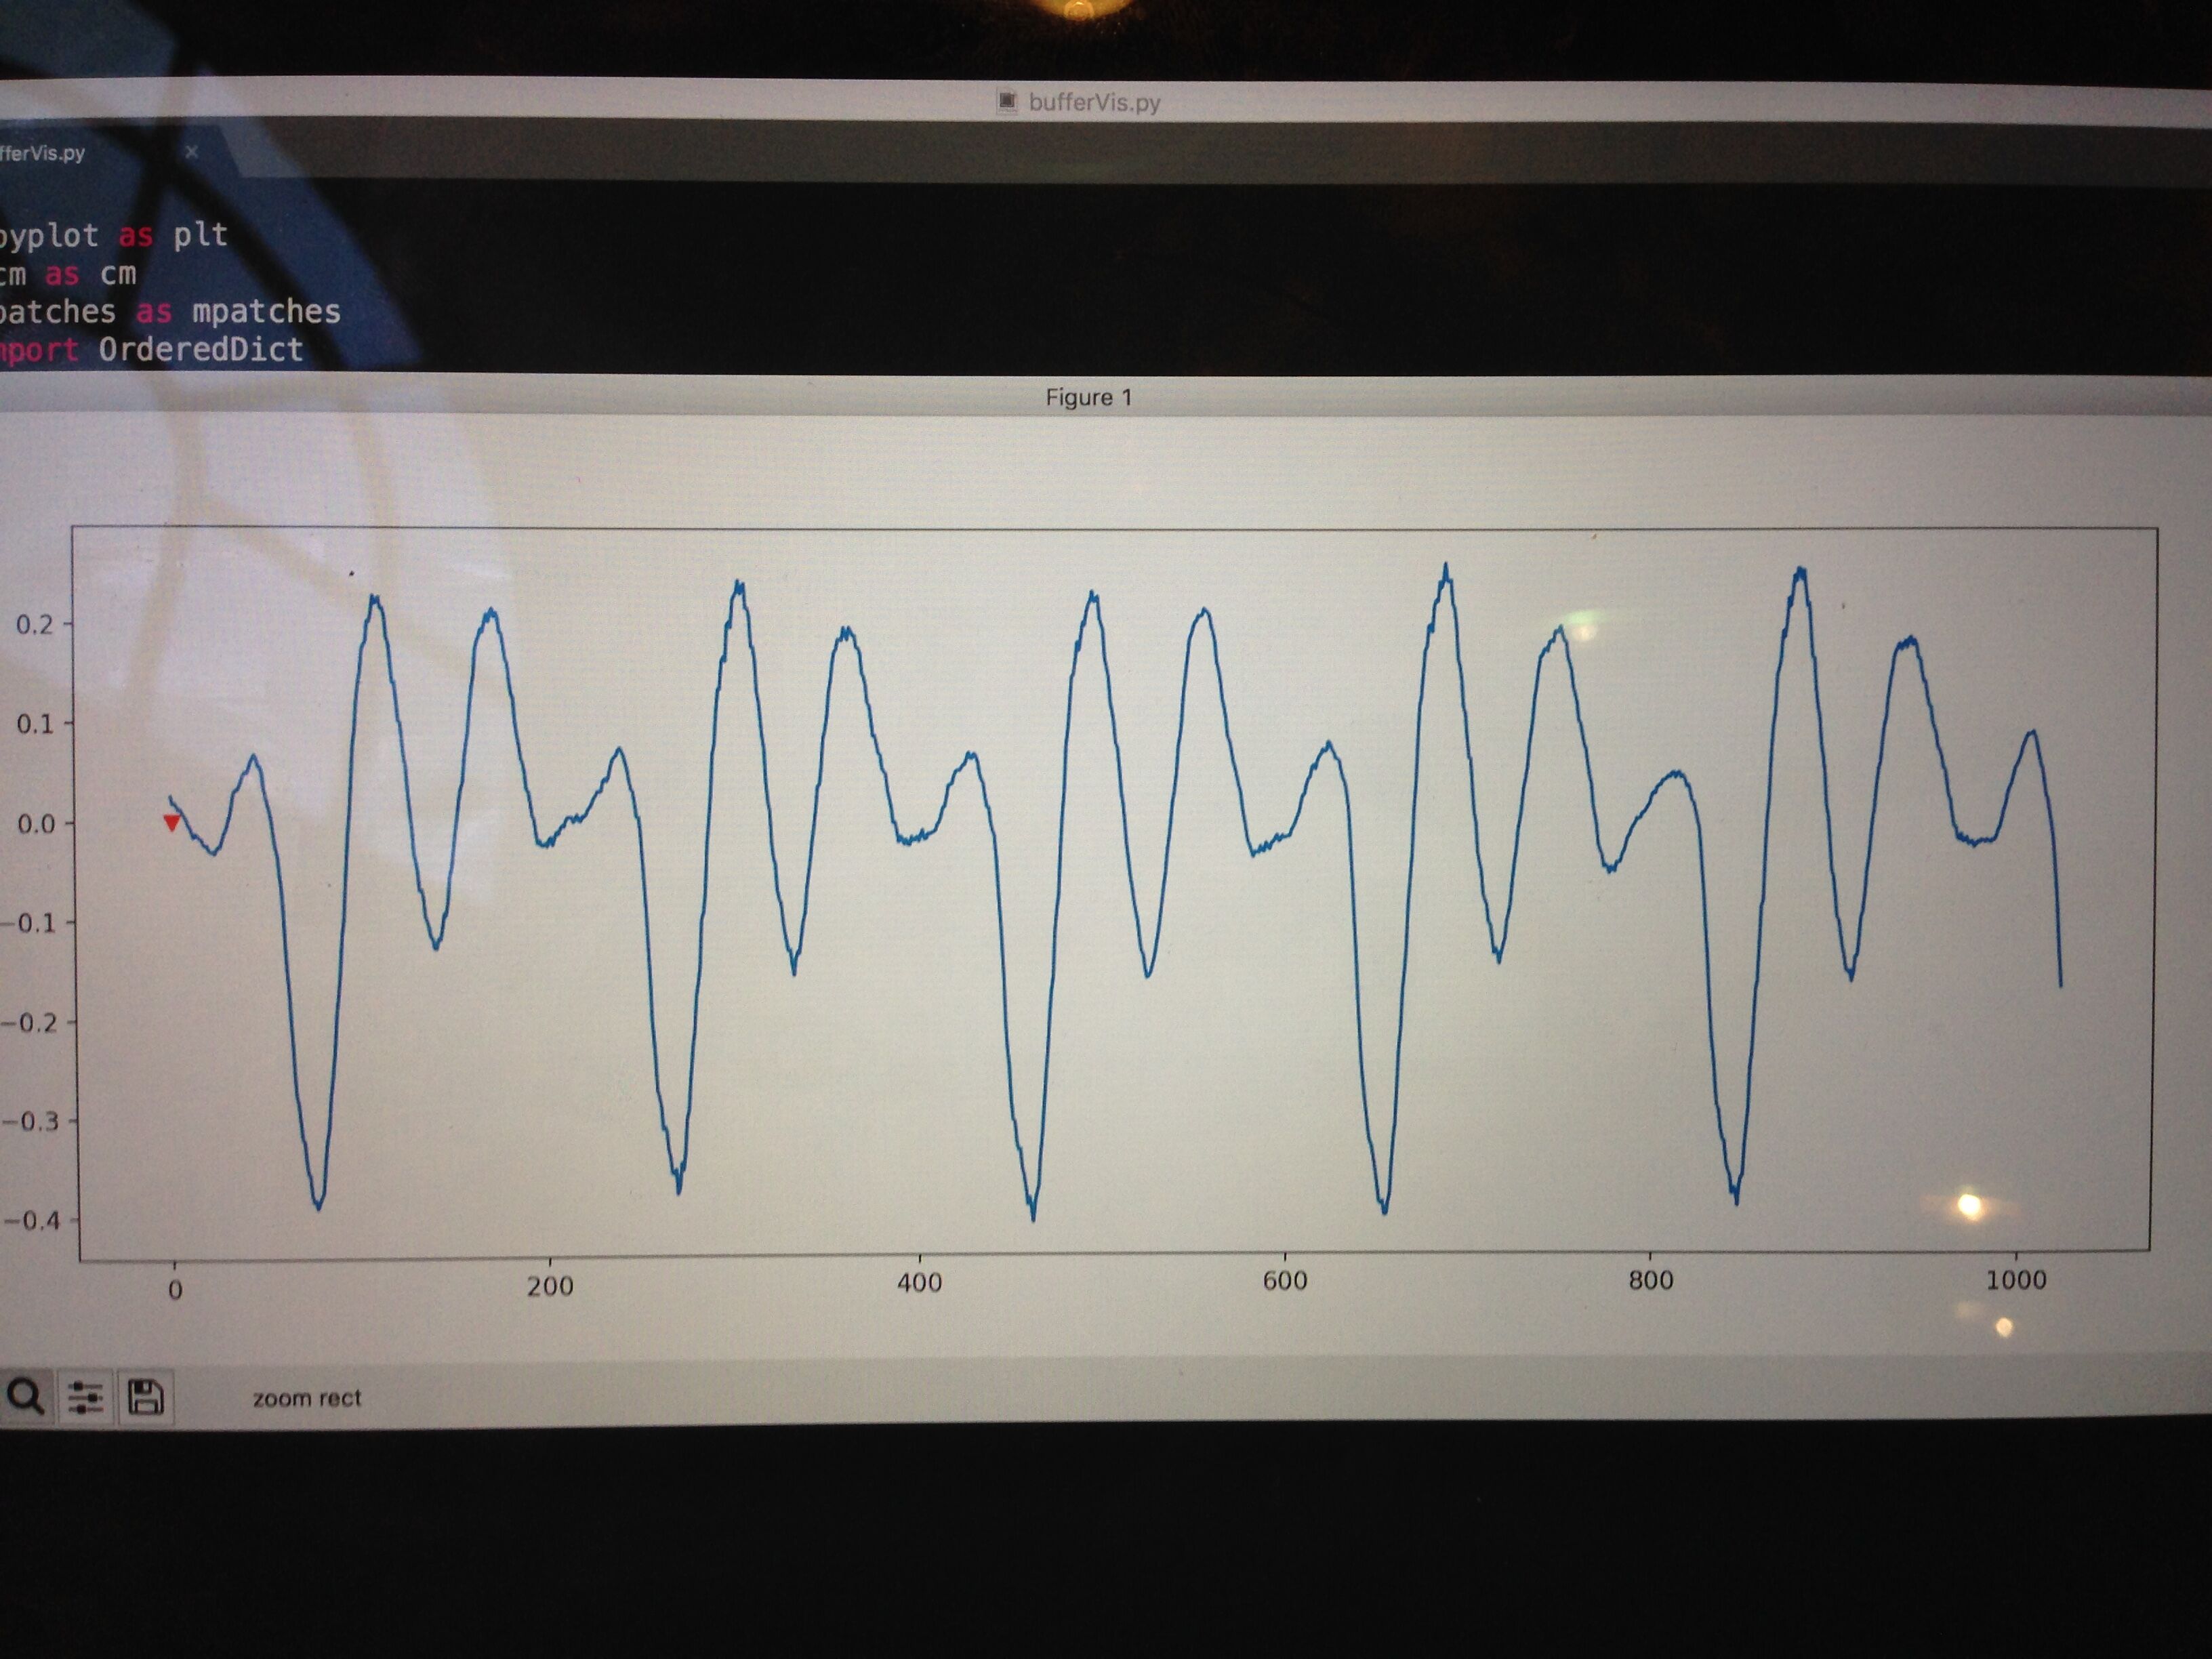 bufferVis.py
fferVis.py ×
pyplot as plt
cm as cm
patches as mpatches
mport OrderedDict
Figure 1
0.2
0.1
0.0
−0.1
−0.2
−0.3
−0.4
0 200 400 600 800 1000
zoom rect